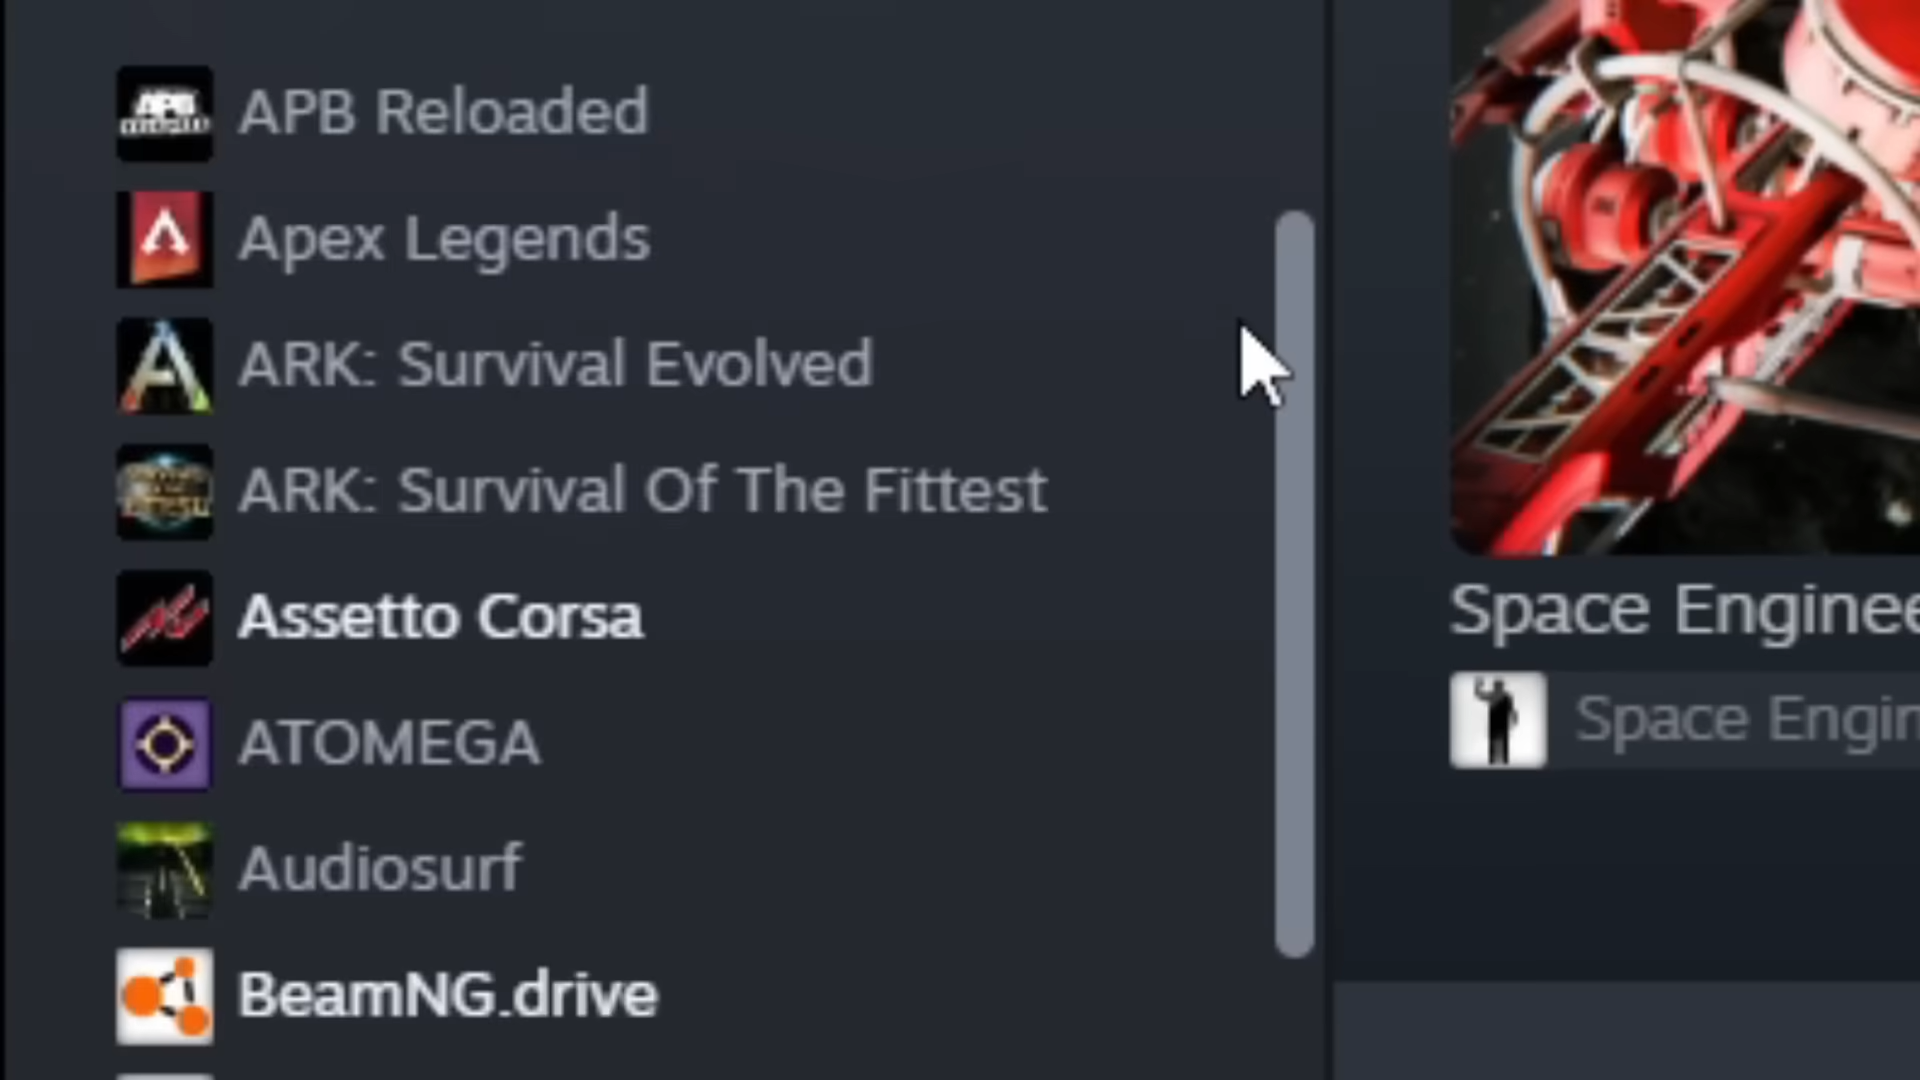 APB Reloaded
Apex Legends
ARK: Survival Evolved
ARK: Survival Of The Fittest
Assetto Corsa
ATOMEGA
Audiosurf
BeamNG.drive
Space Enginee
Space Engin